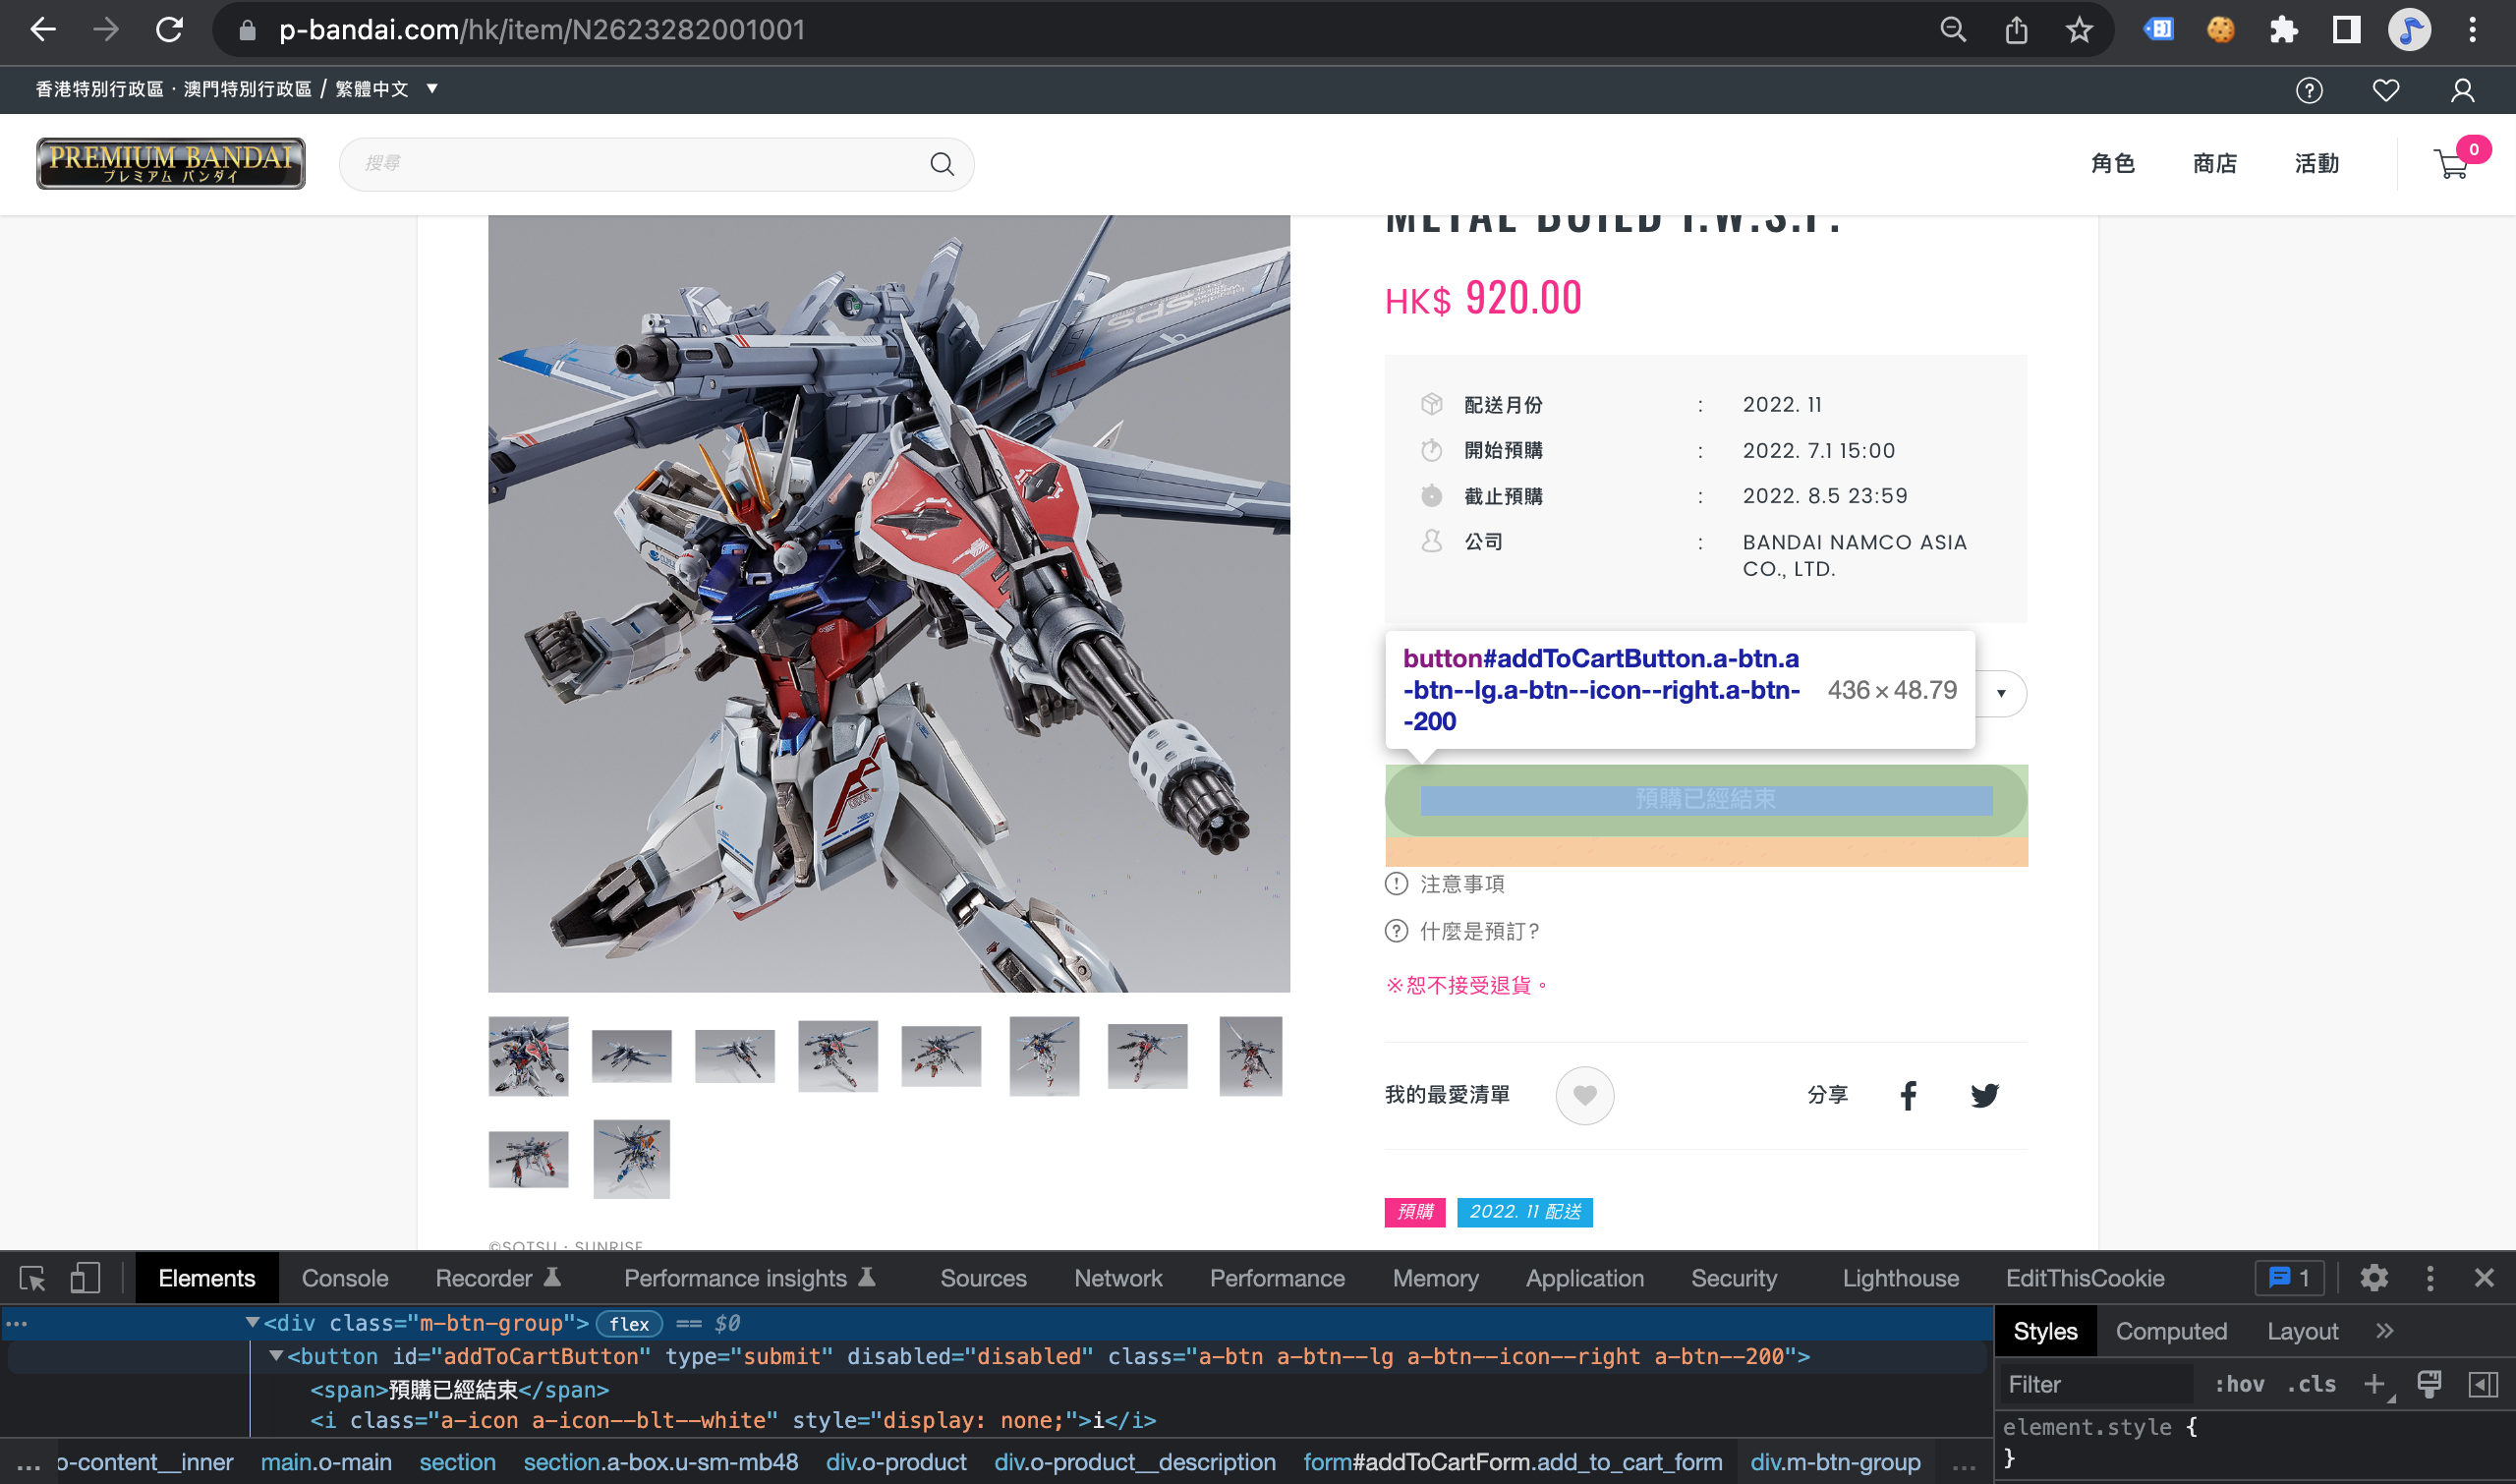 p-bandai.com/hk/item/N2623282001001
香港特別行政區・澳門特別行政區 / 繁體中文 ▼
PREMIUM BANDAI
プレミアム バンダイ
搜尋
角色
商店
活動
0
METAL BUILD I.W.S.P.
HK$ 920.00
配送月份 : 2022. 11
開始預購 : 2022. 7.1 15:00
截止預購 : 2022. 8.5 23:59
公司 : BANDAI NAMCO ASIA
CO., LTD.
button#addToCartButton.a-btn.a
-btn--lg.a-btn--icon--right.a-btn-
-200
436 × 48.79
預購已經結束
注意事項
什麼是預訂?
※恕不接受退貨。
我的最愛清單
分享
預購
2022. 11 配送
©SOTSU・SUNRISE
Elements
Console
Recorder
Performance insights
Sources
Network
Performance
Memory
Application
Security
Lighthouse
EditThisCookie
1
<div class="m-btn-group"> flex == $0
<button id="addToCartButton" type="submit" disabled="disabled" class="a-btn a-btn--lg a-btn--icon--right a-btn--200">
<span>預購已經結束</span>
<i class="a-icon a-icon--blt--white" style="display: none;">i</i>
... o-content__inner main.o-main section section.a-box.u-sm-mb48 div.o-product div.o-product__description form#addToCartForm.add_to_cart_form div.m-btn-group ...
Styles
Computed
Layout
Filter
:hov
.cls
element.style {
}